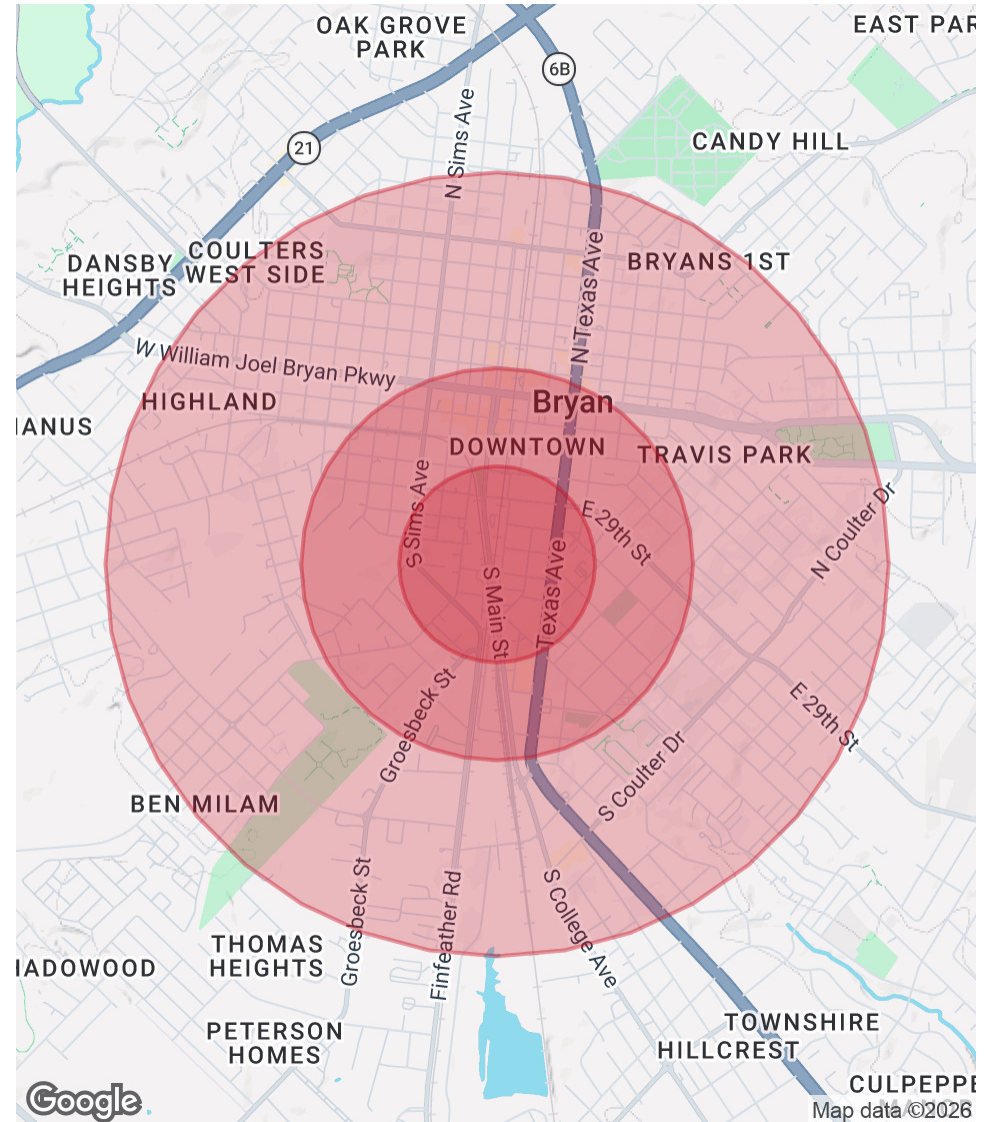 OAK GROVE
PARK
EAST PAR
6B
21
N Sims Ave
CANDY HILL
COULTERS
WEST SIDE
DANSBY
HEIGHTS
BRYANS 1ST
N Texas Ave
W William Joel Bryan Pkwy
HIGHLAND
Bryan
IANUS
DOWNTOWN
TRAVIS PARK
S Sims Ave
E 29th St
N Coulter Dr
S Main St
Texas Ave
Groesbeck St
E 29th St
S Coulter Dr
BEN MILAM
Groesbeck St
Finfeather Rd
S College Ave
THOMAS
HEIGHTS
IADOWOOD
PETERSON
HOMES
TOWNSHIRE
HILLCREST
CULPEPPE
MANOR
Google
Map data ©2026